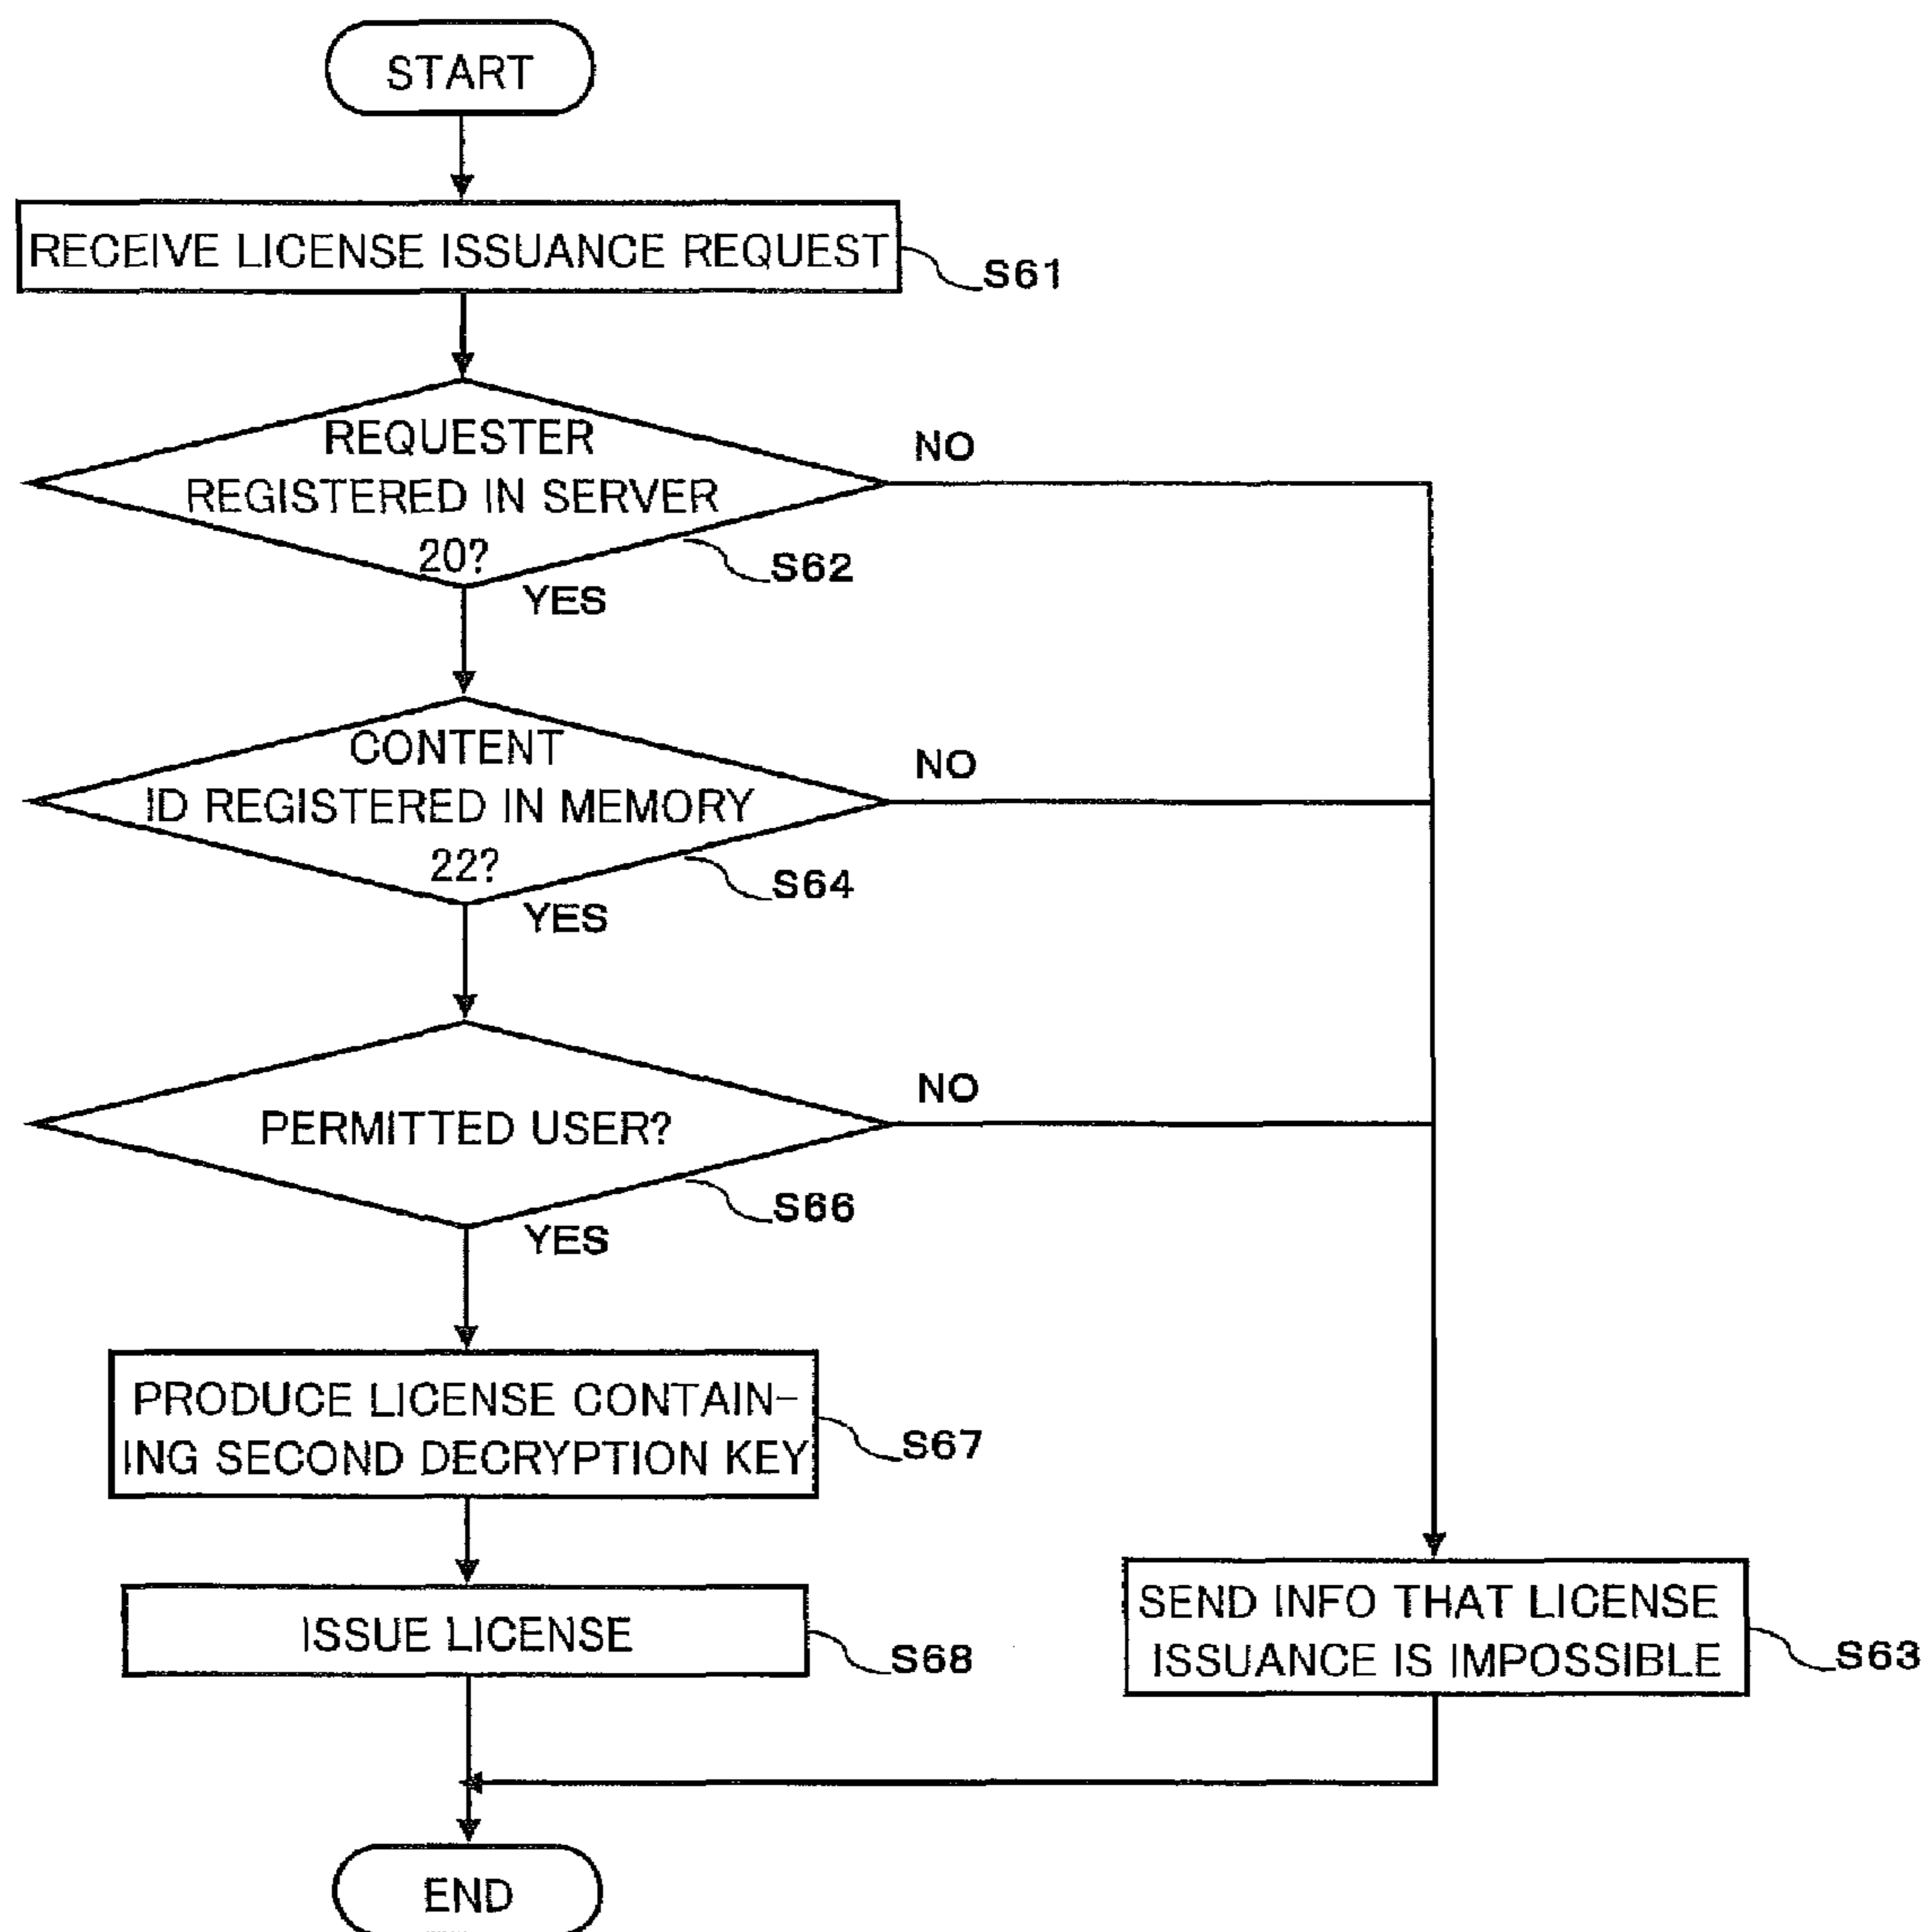 START
RECEIVE LICENSE ISSUANCE REQUEST
S61
REQUESTER
REGISTERED IN SERVER
20?
NO
S62
YES
CONTENT
ID REGISTERED IN MEMORY
22?
NO
S64
YES
PERMITTED USER?
NO
S66
YES
PRODUCE LICENSE CONTAIN-
ING SECOND DECRYPTION KEY
S67
ISSUE LICENSE
S68
SEND INFO THAT LICENSE
ISSUANCE IS IMPOSSIBLE
S63
END